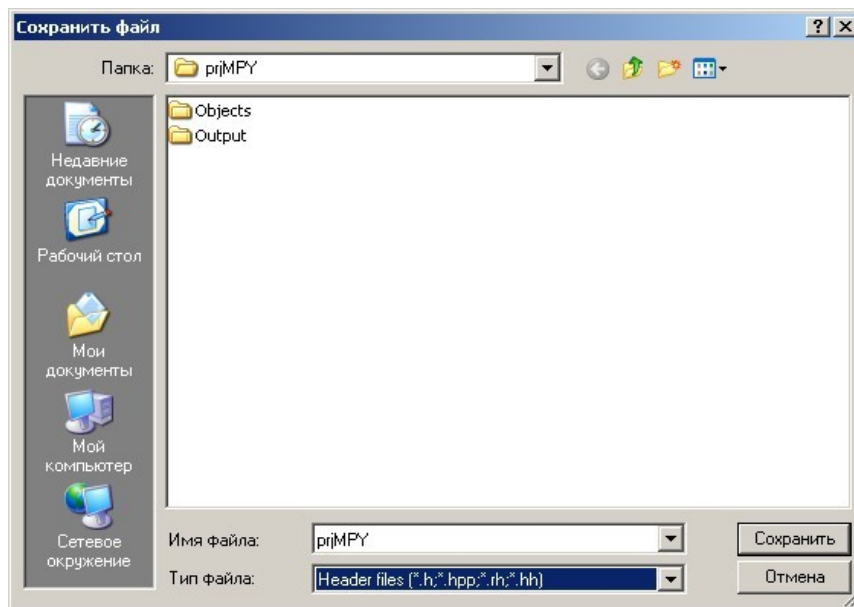 Сохранить файл
Папка: prjMPY
Objects
Output
Недавние
документы
Рабочий стол
Мои
документы
Мой
компьютер
Сетевое
окружение
Имя файла: prjMPY Сохранить
Тип файла: Header files (*.h;*.hpp;*.rh;*.hh) Отмена